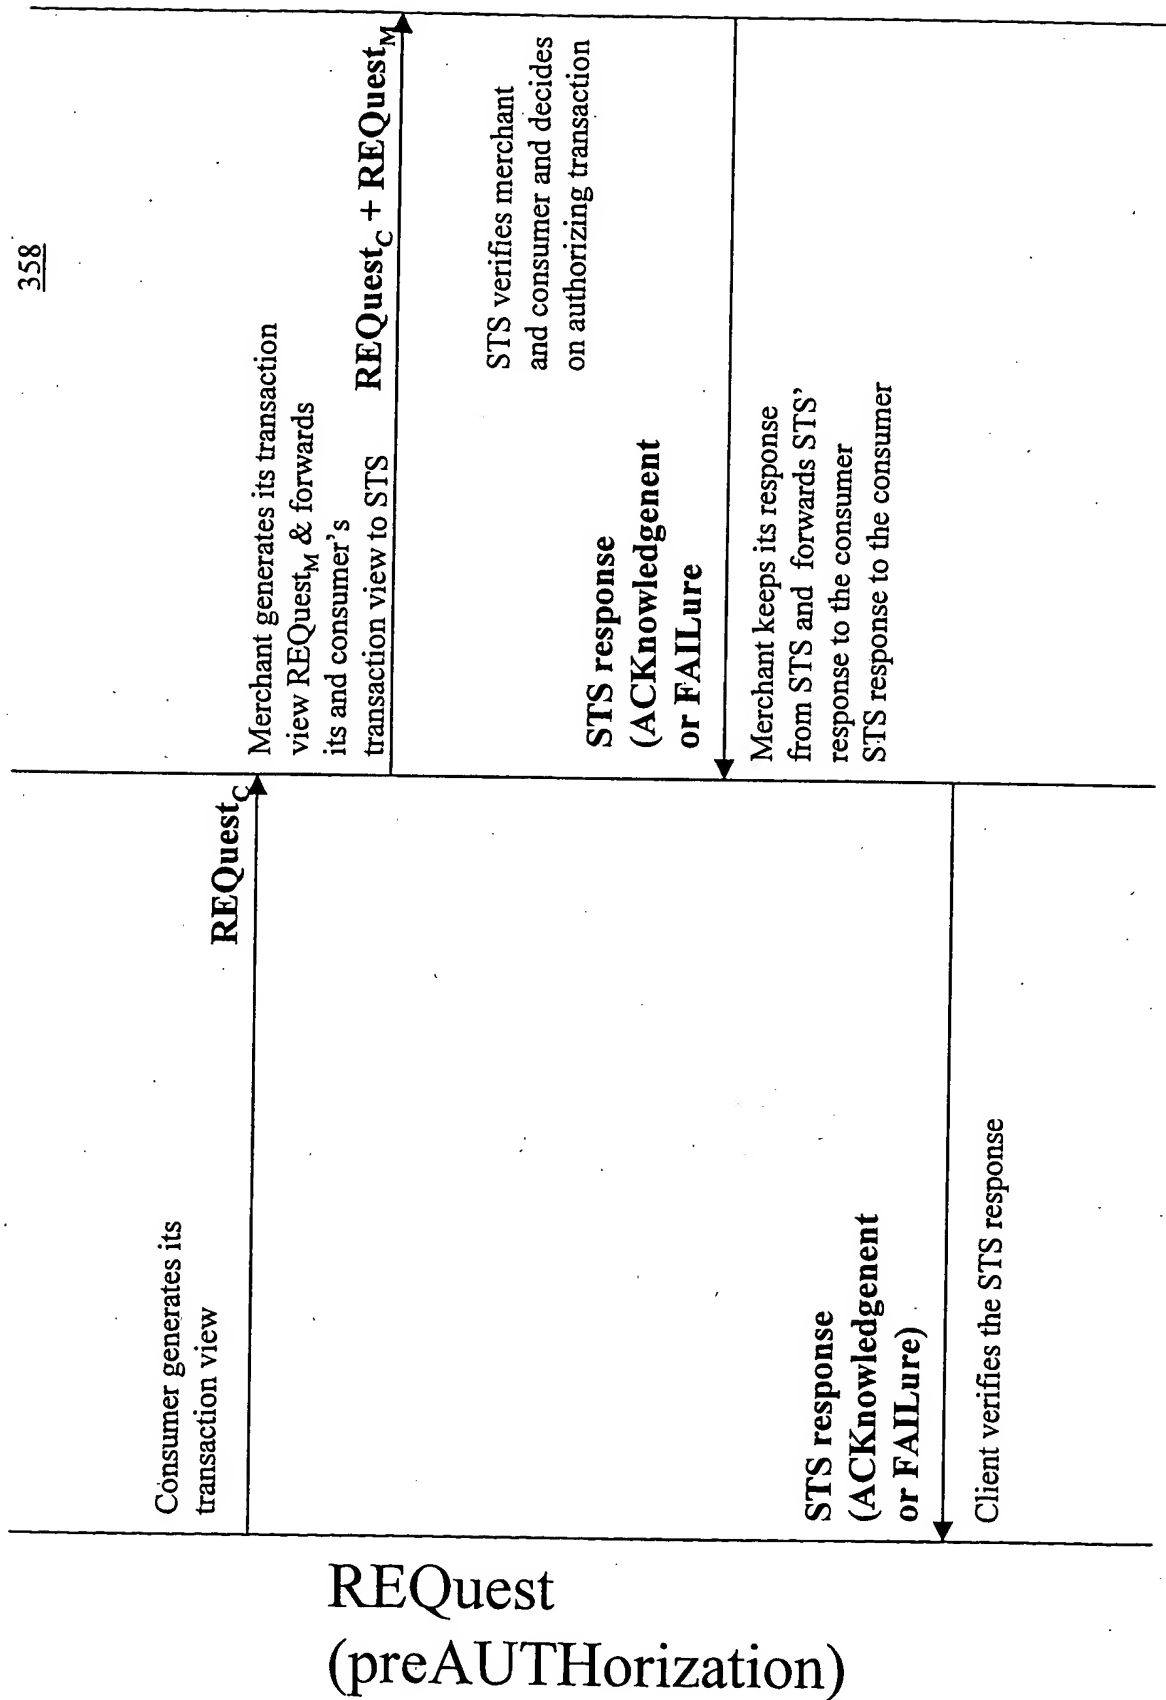 358
Consumer generates its
transaction view
REQuestC
Merchant generates its transaction
view REQuestM & forwards
its and consumer's
transaction view to STS
REQuestC + REQuestM
STS verifies merchant
and consumer and decides
on authorizing transaction
STS response
(ACKnowledgenent
or FAILure
Merchant keeps its response
from STS and forwards STS'
response to the consumer
STS response to the consumer
STS response
(ACKnowledgenent
or FAILure)
Client verifies the STS response
REQuest
(preAUTHorization)